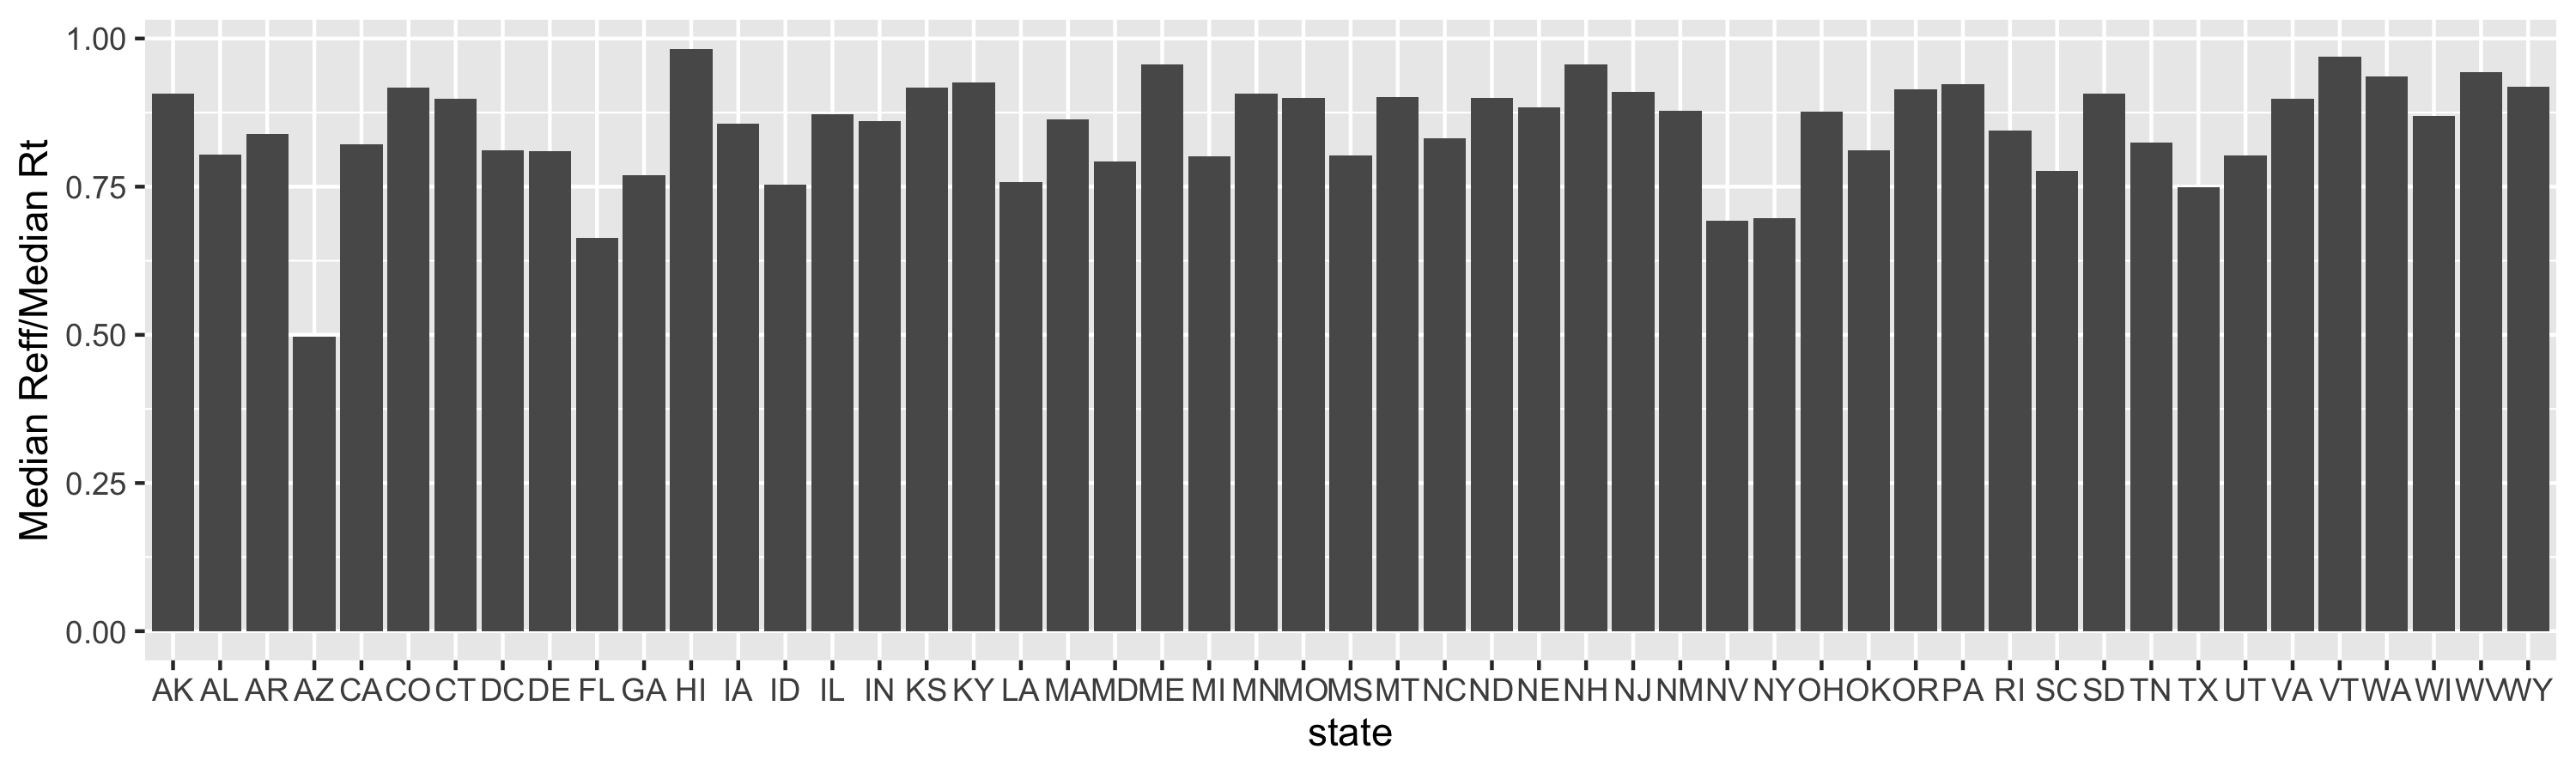 Median Reff/Median Rt
1.00
0.75
0.50
0.25
0.00
AK AL AR AZ CA CO CT DC DE FL GA HI IA ID IL IN KS KY LA MA MD ME MI MN MO MS MT NC ND NE NH NJ NM NV NY OH OK OR PA RI SC SD TN TX UT VA VT WA WI WV WY
state